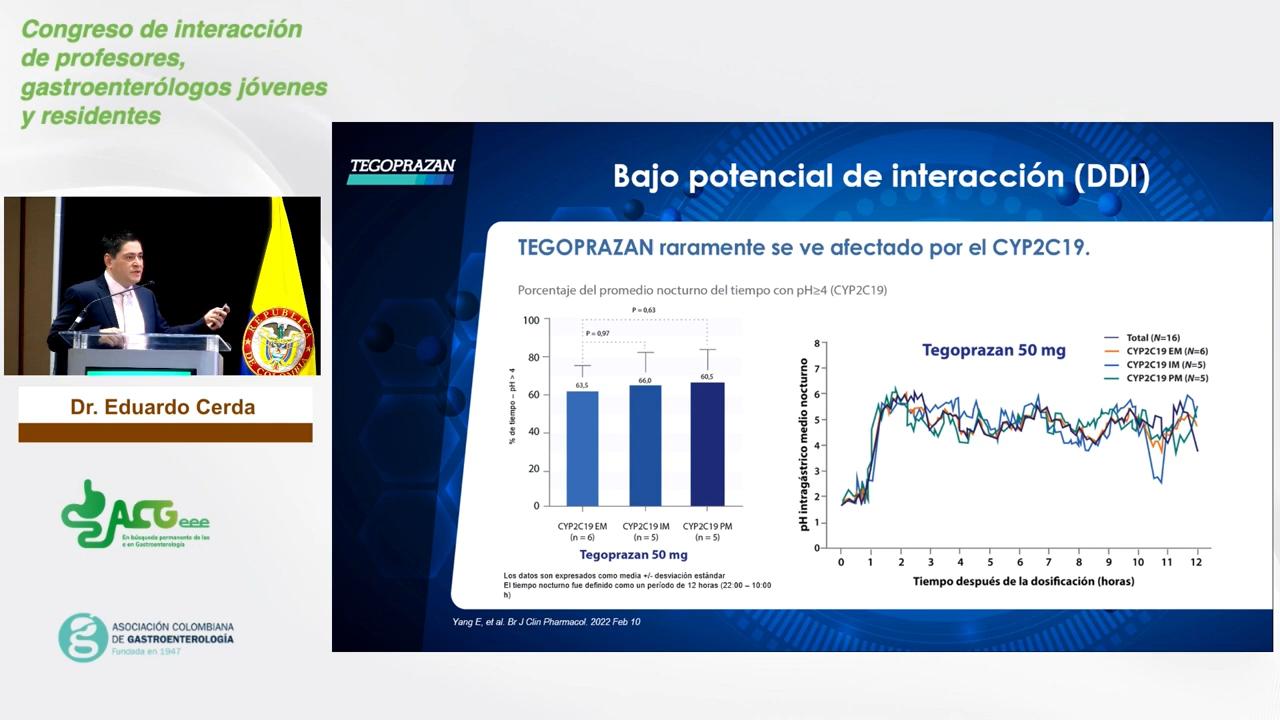 Congreso de interacción
de profesores,
gastroenterólogos jóvenes
y residentes
Dr. Eduardo Cerda
ACGeee
En búsqueda permanente de las
e en Gastroenterología
ASOCIACIÓN COLOMBIANA
DE GASTROENTEROLOGÍA
Fundada en 1947
REPÚBLICA
TEGOPRAZAN
Bajo potencial de interacción (DDI)
TEGOPRAZAN raramente se ve afectado por el CYP2C19.
Porcentaje del promedio nocturno del tiempo con pH≥4 (CYP2C19)
P = 0,63
P = 0,97
% de tiempo – pH > 4
100
80
60
40
20
0
63,5
66,0
60,5
CYP2C19 EM
(n = 6)
CYP2C19 IM
(n = 5)
CYP2C19 PM
(n = 5)
Tegoprazan 50 mg
Los datos son expresados como media +/- desviación estándar
El tiempo nocturno fue definido como un período de 12 horas (22:00 – 10:00
h)
Tegoprazan 50 mg
Total (N=16)
CYP2C19 EM (N=6)
CYP2C19 IM (N=5)
CYP2C19 PM (N=5)
pH intragástrico medio nocturno
8
7
6
5
4
3
2
1
0
0 1 2 3 4 5 6 7 8 9 10 11 12
Tiempo después de la dosificación (horas)
Yang E, et al. Br J Clin Pharmacol. 2022 Feb 10